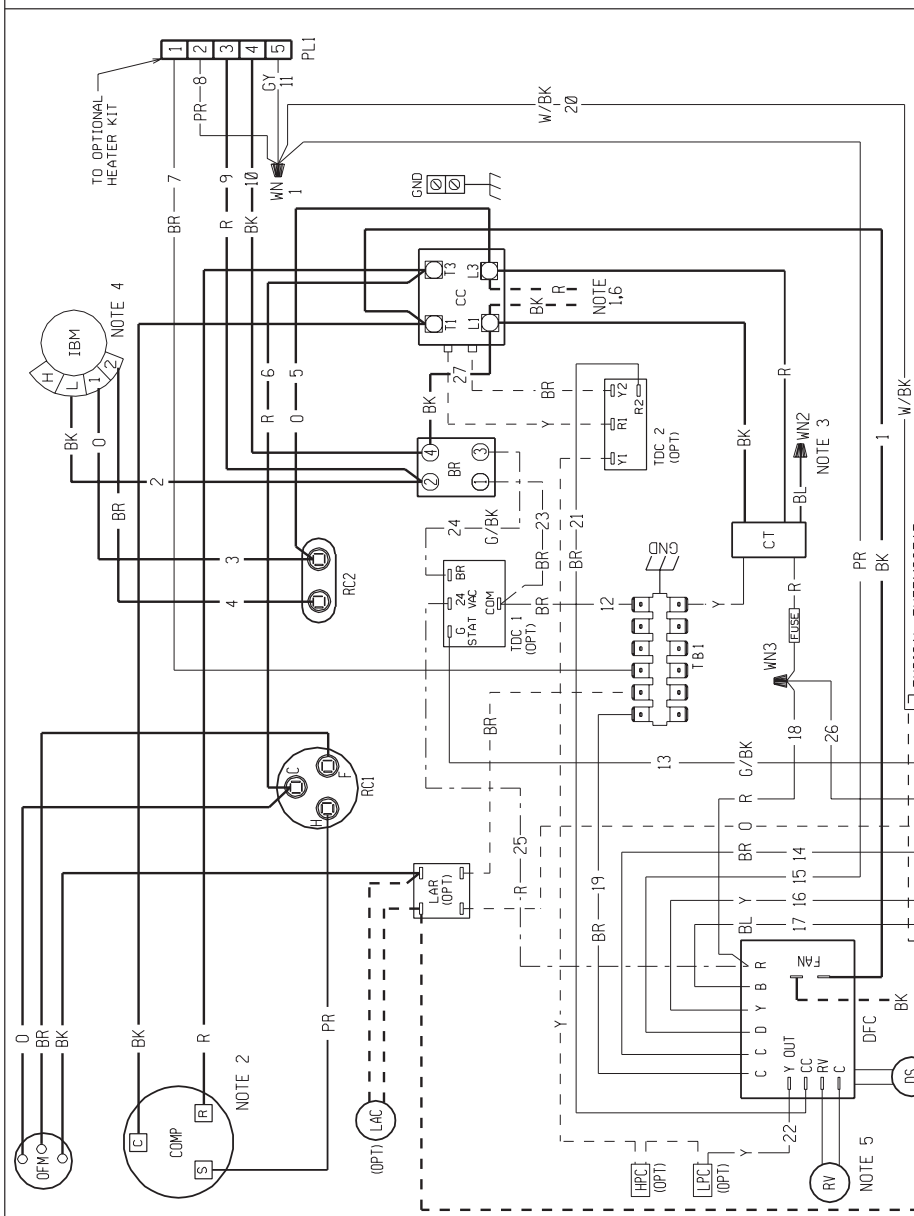 TO OPTIONAL
HEATER KIT
1 2 3 4 5
PL1
BR 7
PR 8
R 9
BK 10
GY 11
WN
1
W/BK
20
GND
IBM
H
L
1
2
NOTE 4
BK
O
BR
2
3
4
T1
T3
CC
L1
L3
R 6
O 5
BK
R
NOTE
1,6
27
BK
Y
BR
4
3
2
1
BR
Y1
R1
Y2
R2
TDC 2
(OPT)
24
G/BK
BR 23
BR 21
RC2
BR
24
VAC
G
STAT
COM
TDC 1
(OPT)
BR 12
GND
TB1
Y
BK
R
CT
BL
WN2
NOTE 3
R
FUSE
WN3
18
26
PR
BK
1
W/BK
C
F
H
RC1
BR
13
G/BK
R
O
BR 14
15
Y 16
BL 17
R 25
BR 19
LAR
(OPT)
O
BR
BK
BK
R
PR
OFM
COMP
C
R
S
NOTE 2
LAC
(OPT)
Y
C C D Y B R
FAN
Y OUT
CC
RV
C
DFC
BK
Y 22
HPC
(OPT)
LPC
(OPT)
RV
NOTE 5